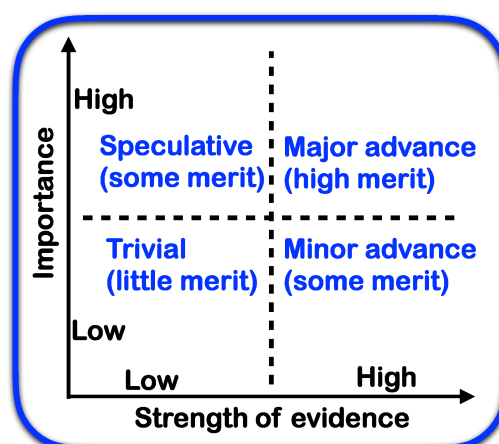 Importance
High
Speculative
(some merit)
Major advance
(high merit)
Trivial
(little merit)
Minor advance
(some merit)
Low
Low
High
Strength of evidence